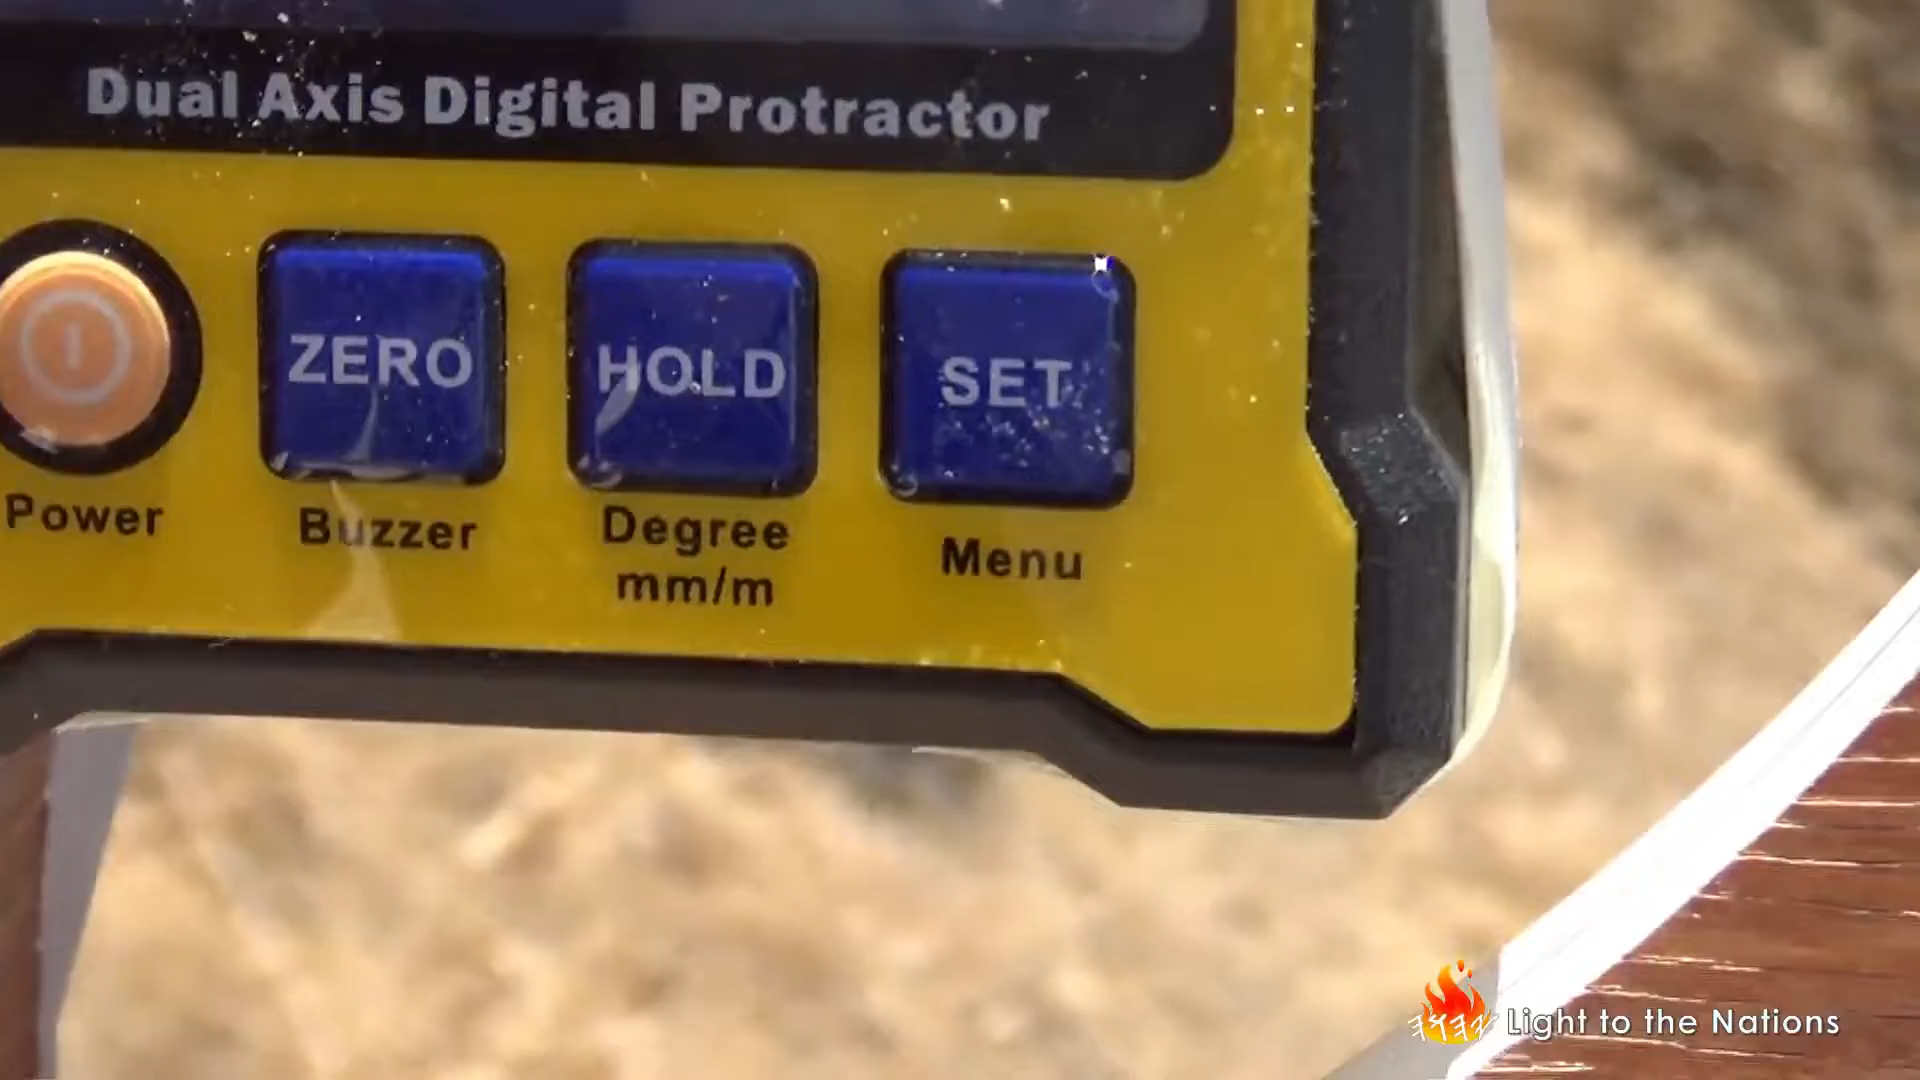 Dual Axis Digital Protractor
ZERO
HOLD
SET
Power
Buzzer
Degree
mm/m
Menu
Light to the Nations